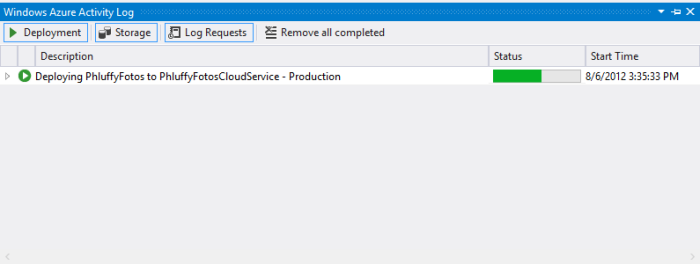 Windows Azure Activity Log
Deployment Storage Log Requests Remove all completed
Description Status Start Time
Deploying PhluffyFotos to PhluffyFotosCloudService - Production 8/6/2012 3:35:33 PM